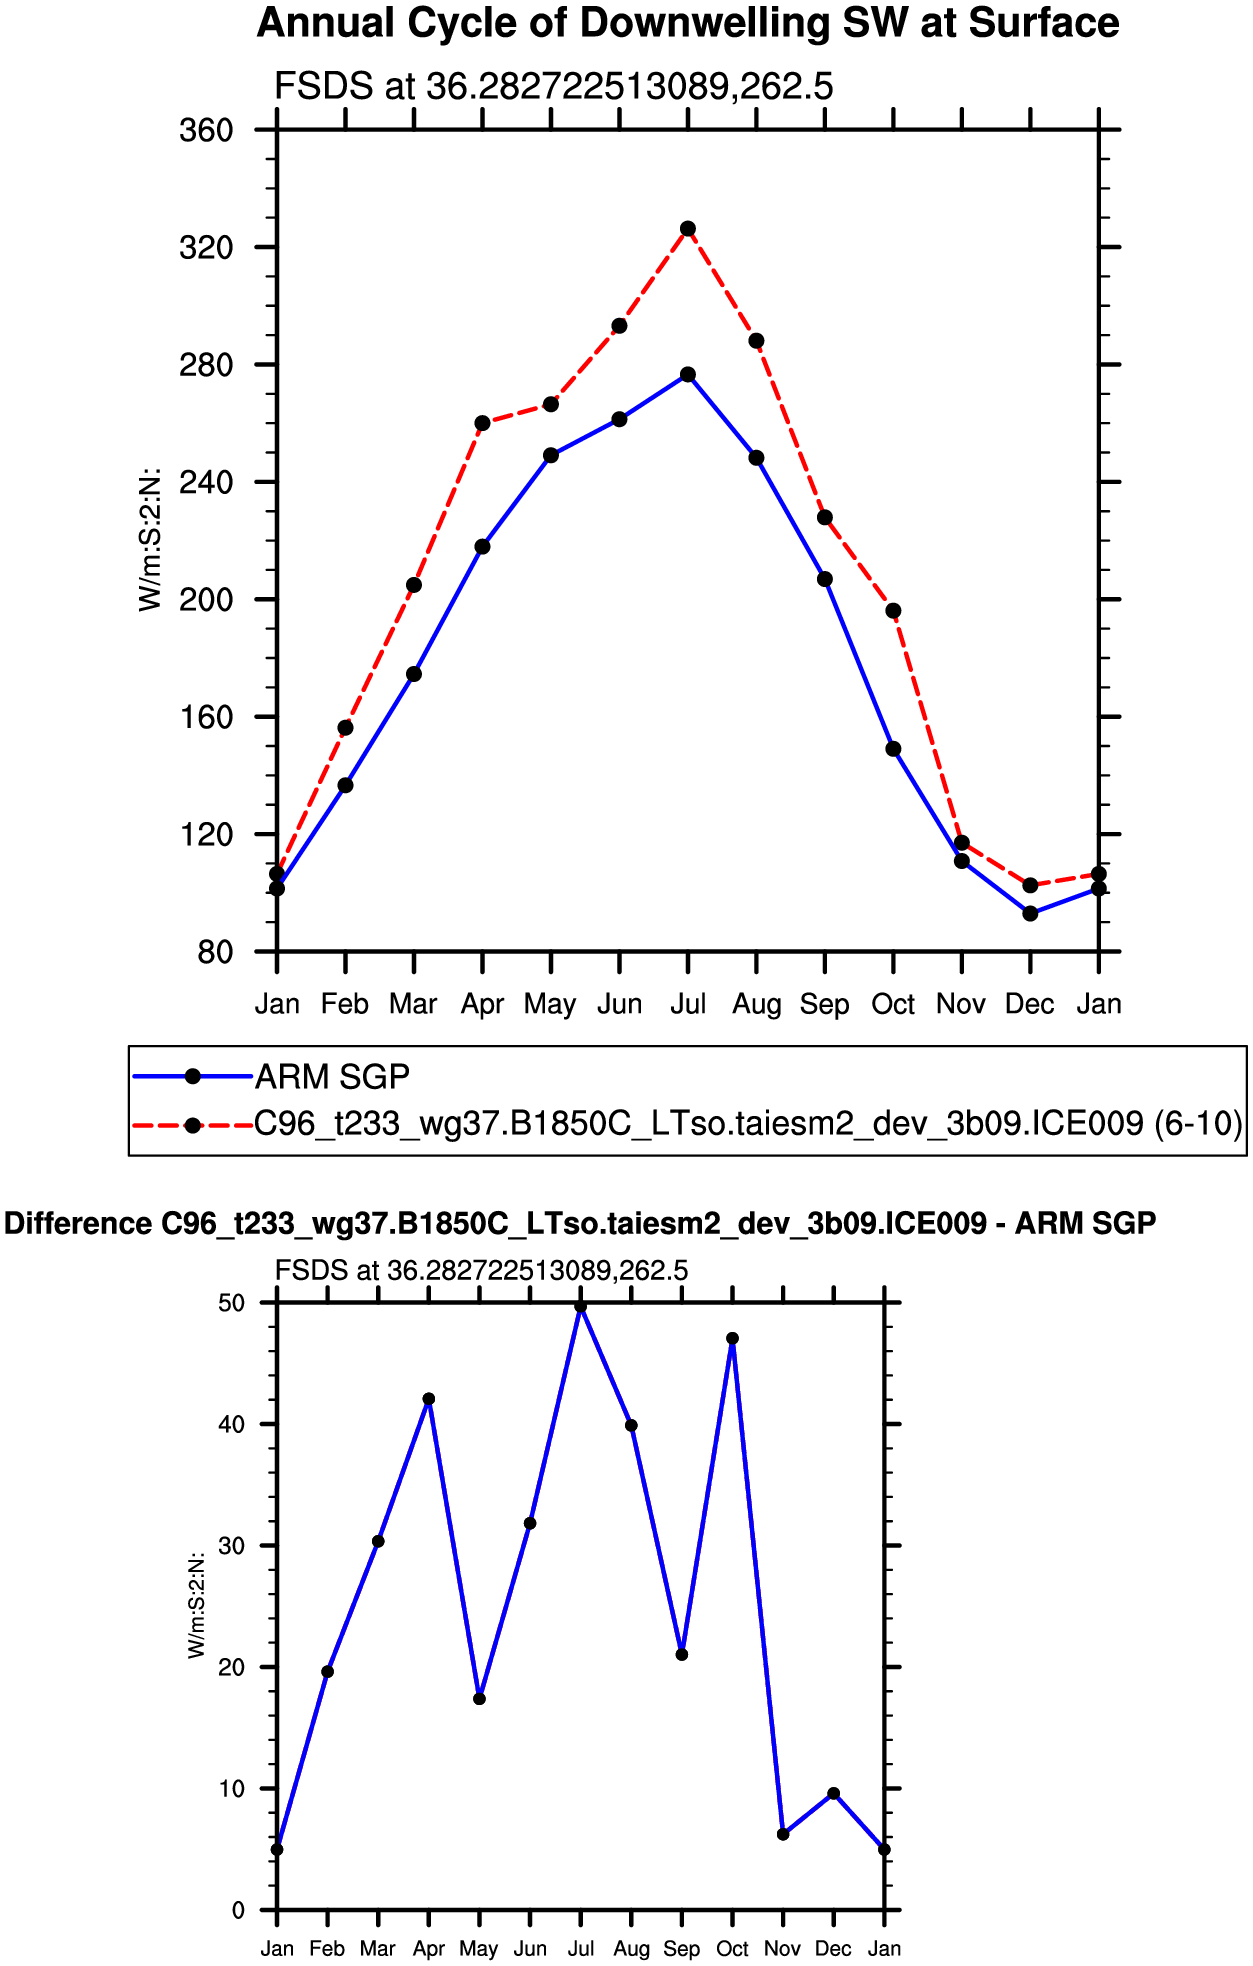 Annual Cycle of Downwelling SW at Surface
FSDS at 36.282722513089,262.5
360
320
280
240
200
160
120
80
W/m:S:2:N:
Jan Feb Mar Apr May Jun Jul Aug Sep Oct Nov Dec Jan
ARM SGP
C96_t233_wg37.B1850C_LTso.taiesm2_dev_3b09.ICE009 (6-10)
Difference C96_t233_wg37.B1850C_LTso.taiesm2_dev_3b09.ICE009 - ARM SGP
FSDS at 36.282722513089,262.5
50
40
30
20
10
0
W/m:S:2:N:
Jan Feb Mar Apr May Jun Jul Aug Sep Oct Nov Dec Jan